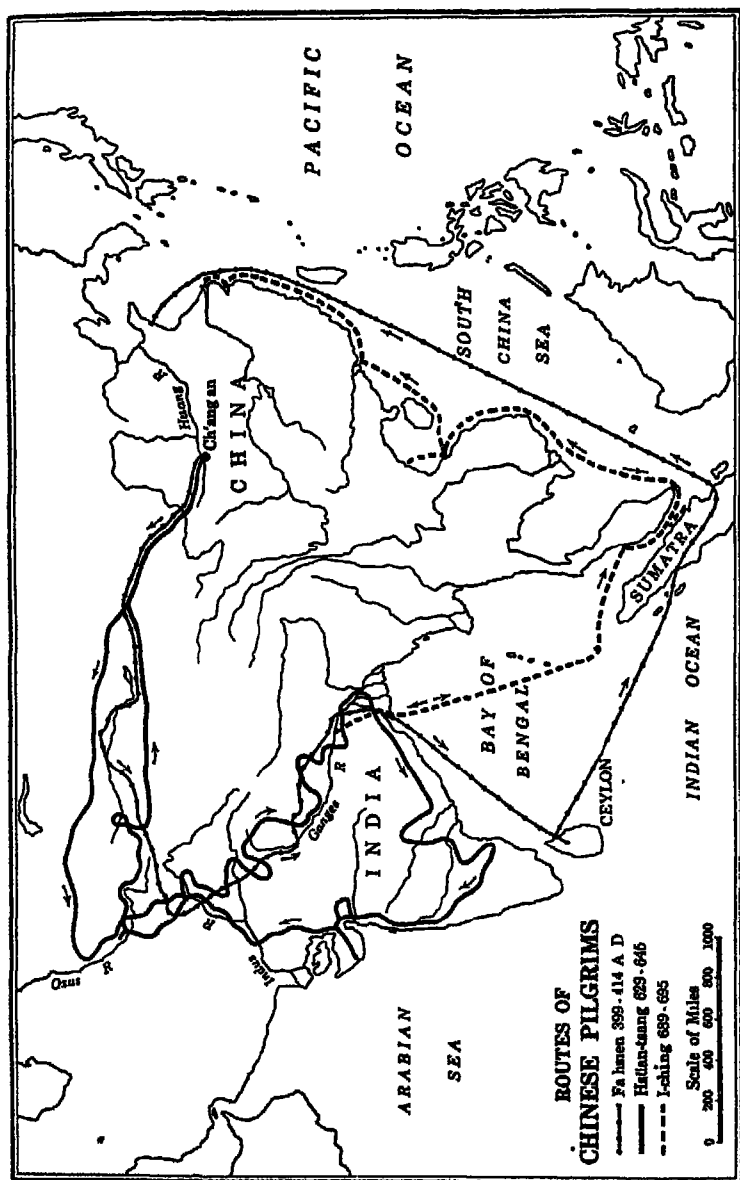 PACIFIC
OCEAN
SOUTH
CHINA
SEA
Huang
R
Ch'ang an
CHINA
SUMATRA
BAY OF
BENGAL
INDIAN OCEAN
CEYLON
INDIA
Ganges
R
Indus
R
Oxus
R
ARABIAN
SEA
ROUTES OF
CHINESE PILGRIMS
Fa hsien 399-414 A D
Hsüan-tsang 629-645
I-ching 689-695
Scale of Miles
0 200 400 600 800 1000